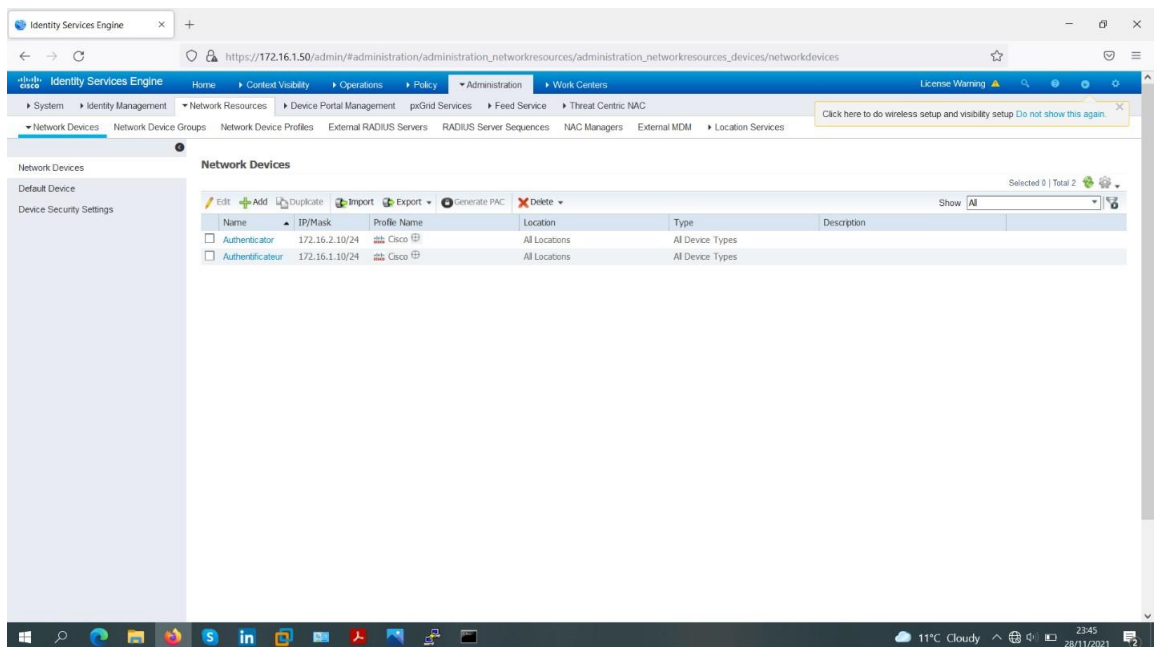 Identity Services Engine
https://172.16.1.50/admin/#administration/administration_networkresources/administration_networkresources_devices/networkdevices
cisco Identity Services Engine Home Context Visibility Operations Policy Administration Work Centers License Warning
System Identity Management Network Resources Device Portal Management pxGrid Services Feed Service Threat Centric NAC
Click here to do wireless setup and visibility setup Do not show this again.
Network Devices Network Device Groups Network Device Profiles External RADIUS Servers RADIUS Server Sequences NAC Managers External MDM Location Services
Network Devices
Default Device
Device Security Settings
Network Devices
Selected 0 | Total 2
Edit Add Duplicate Import Export Generate PAC Delete Show All
Name IP/Mask Profile Name Location Type Description
Authenticator 172.16.2.10/24 Cisco All Locations All Device Types
Authentificateur 172.16.1.10/24 Cisco All Locations All Device Types
S in 11°C Cloudy 23:45
28/11/2021 2